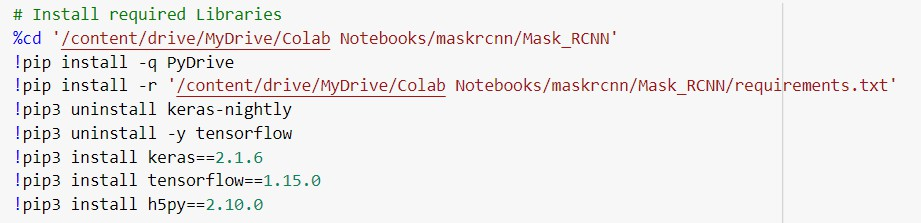 # Install required Libraries
%cd '/content/drive/MyDrive/Colab Notebooks/maskrcnn/Mask_RCNN'
!pip install -q PyDrive
!pip install -r '/content/drive/MyDrive/Colab Notebooks/maskrcnn/Mask_RCNN/requirements.txt'
!pip3 uninstall keras-nightly
!pip3 uninstall -y tensorflow
!pip3 install keras==2.1.6
!pip3 install tensorflow==1.15.0
!pip3 install h5py==2.10.0